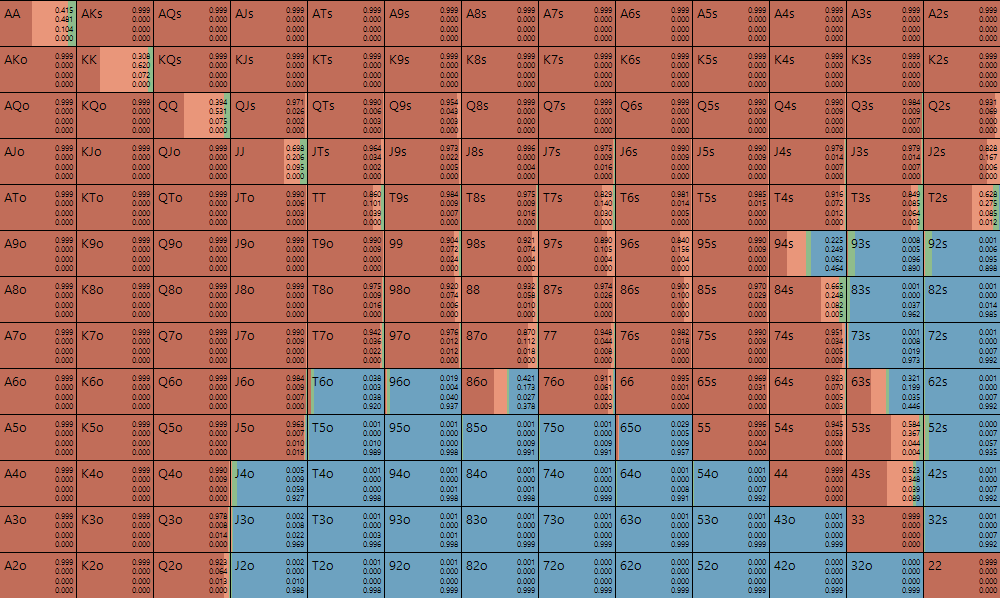 AA 0.415 AKs 0.999 AQs 0.999 AJs 0.999 ATs 0.999 A9s 0.999 A8s 0.999 A7s 0.999 A6s 0.999 A5s 0.999 A4s 0.999 A3s 0.999 A2s 0.999
0.481 0.000 0.000 0.000 0.000 0.000 0.000 0.000 0.000 0.000 0.000 0.000 0.000
0.104 0.000 0.000 0.000 0.000 0.000 0.000 0.000 0.000 0.000 0.000 0.000 0.000
0.000 0.000 0.000 0.000 0.000 0.000 0.000 0.000 0.000 0.000 0.000 0.000 0.000
AKo 0.999 KK 0.308 KQs 0.999 KJs 0.999 KTs 0.999 K9s 0.999 K8s 0.999 K7s 0.999 K6s 0.999 K5s 0.999 K4s 0.999 K3s 0.999 K2s 0.999
0.000 0.620 0.000 0.000 0.000 0.000 0.000 0.000 0.000 0.000 0.000 0.000 0.000
0.000 0.072 0.000 0.000 0.000 0.000 0.000 0.000 0.000 0.000 0.000 0.000 0.000
0.000 0.000 0.000 0.000 0.000 0.000 0.000 0.000 0.000 0.000 0.000 0.000 0.000
AQo 0.999 KQo 0.999 QQ 0.394 QJs 0.971 QTs 0.990 Q9s 0.954 Q8s 0.999 Q7s 0.999 Q6s 0.999 Q5s 0.990 Q4s 0.990 Q3s 0.984 Q2s 0.931
0.000 0.000 0.531 0.026 0.006 0.043 0.000 0.000 0.000 0.009 0.009 0.009 0.069
0.000 0.000 0.075 0.002 0.003 0.003 0.000 0.000 0.000 0.000 0.000 0.007 0.000
0.000 0.000 0.000 0.000 0.000 0.000 0.000 0.000 0.000 0.000 0.000 0.000 0.000
AJo 0.999 KJo 0.999 QJo 0.999 JJ 0.698 JTs 0.964 J9s 0.973 J8s 0.996 J7s 0.975 J6s 0.990 J5s 0.990 J4s 0.979 J3s 0.979 J2s 0.828
0.000 0.000 0.000 0.206 0.034 0.022 0.000 0.009 0.009 0.009 0.014 0.014 0.167
0.000 0.000 0.000 0.095 0.002 0.005 0.004 0.016 0.000 0.000 0.007 0.007 0.006
0.000 0.000 0.000 0.000 0.000 0.000 0.000 0.000 0.000 0.000 0.000 0.000 0.000
ATo 0.999 KTo 0.999 QTo 0.999 JTo 0.990 TT 0.860 T9s 0.984 T8s 0.975 T7s 0.829 T6s 0.981 T5s 0.985 T4s 0.916 T3s 0.849 T2s 0.628
0.000 0.000 0.000 0.006 0.101 0.009 0.009 0.140 0.014 0.015 0.072 0.085 0.275
0.000 0.000 0.000 0.003 0.039 0.007 0.016 0.030 0.005 0.000 0.012 0.064 0.085
0.000 0.000 0.000 0.000 0.000 0.000 0.000 0.000 0.000 0.000 0.000 0.003 0.012
A9o 0.999 K9o 0.999 Q9o 0.999 J9o 0.999 T9o 0.990 99 0.904 98s 0.921 97s 0.890 96s 0.840 95s 0.990 94s 0.225 93s 0.008 92s 0.001
0.000 0.000 0.000 0.000 0.009 0.072 0.074 0.105 0.156 0.009 0.249 0.005 0.006
0.000 0.000 0.000 0.000 0.000 0.024 0.004 0.004 0.004 0.000 0.062 0.096 0.095
0.000 0.000 0.000 0.000 0.000 0.000 0.000 0.000 0.000 0.000 0.464 0.890 0.898
A8o 0.999 K8o 0.999 Q8o 0.999 J8o 0.999 T8o 0.975 98o 0.920 88 0.932 87s 0.974 86s 0.900 85s 0.970 84s 0.665 83s 0.001 82s 0.001
0.000 0.000 0.000 0.000 0.009 0.074 0.058 0.026 0.100 0.029 0.248 0.000 0.000
0.000 0.000 0.000 0.000 0.016 0.006 0.010 0.000 0.000 0.000 0.082 0.037 0.014
0.000 0.000 0.000 0.000 0.000 0.000 0.000 0.000 0.000 0.000 0.005 0.962 0.985
A7o 0.999 K7o 0.999 Q7o 0.999 J7o 0.990 T7o 0.942 97o 0.976 87o 0.870 77 0.948 76s 0.982 75s 0.990 74s 0.951 73s 0.001 72s 0.001
0.000 0.000 0.000 0.009 0.036 0.012 0.112 0.044 0.018 0.009 0.034 0.008 0.000
0.000 0.000 0.000 0.000 0.022 0.012 0.018 0.008 0.000 0.000 0.005 0.019 0.007
0.000 0.000 0.000 0.000 0.000 0.000 0.000 0.000 0.000 0.000 0.009 0.973 0.992
A6o 0.999 K6o 0.999 Q6o 0.999 J6o 0.984 T6o 0.038 96o 0.019 86o 0.421 76o 0.911 66 0.995 65s 0.969 64s 0.923 63s 0.321 62s 0.001
0.000 0.000 0.000 0.009 0.003 0.004 0.173 0.061 0.001 0.031 0.070 0.199 0.000
0.000 0.000 0.000 0.007 0.038 0.040 0.027 0.020 0.004 0.000 0.005 0.035 0.007
0.000 0.000 0.000 0.000 0.920 0.937 0.378 0.009 0.000 0.000 0.003 0.446 0.992
A5o 0.999 K5o 0.999 Q5o 0.999 J5o 0.963 T5o 0.001 95o 0.001 85o 0.001 75o 0.001 65o 0.029 55 0.996 54s 0.945 53s 0.584 52s 0.001
0.000 0.000 0.000 0.007 0.000 0.000 0.000 0.000 0.005 0.000 0.053 0.367 0.007
0.000 0.000 0.000 0.010 0.010 0.000 0.009 0.009 0.009 0.004 0.000 0.044 0.057
0.000 0.000 0.000 0.019 0.989 0.998 0.991 0.991 0.957 0.000 0.002 0.004 0.935
A4o 0.999 K4o 0.999 Q4o 0.990 J4o 0.005 T4o 0.001 94o 0.001 84o 0.001 74o 0.000 64o 0.001 54o 0.001 44 0.999 43s 0.523 42s 0.001
0.000 0.000 0.009 0.009 0.000 0.001 0.000 0.000 0.000 0.000 0.000 0.348 0.000
0.000 0.000 0.000 0.059 0.000 0.000 0.000 0.000 0.008 0.007 0.000 0.039 0.007
0.000 0.000 0.000 0.927 0.998 0.998 0.998 0.999 0.991 0.992 0.000 0.089 0.992
A3o 0.999 K3o 0.999 Q3o 0.978 J3o 0.002 T3o 0.001 93o 0.001 83o 0.000 73o 0.000 63o 0.000 53o 0.000 43o 0.001 33 0.999 32s 0.001
0.000 0.000 0.008 0.008 0.000 0.001 0.000 0.000 0.000 0.000 0.000 0.000 0.000
0.000 0.000 0.014 0.022 0.003 0.000 0.000 0.000 0.000 0.000 0.000 0.000 0.007
0.000 0.000 0.000 0.969 0.996 0.998 0.999 0.999 0.999 0.999 0.999 0.000 0.992
A2o 0.999 K2o 0.999 Q2o 0.923 J2o 0.002 T2o 0.001 92o 0.000 82o 0.000 72o 0.000 62o 0.000 52o 0.000 42o 0.000 32o 0.000 22 0.999
0.000 0.000 0.064 0.000 0.000 0.000 0.000 0.000 0.000 0.000 0.000 0.000 0.000
0.000 0.000 0.013 0.010 0.000 0.000 0.000 0.000 0.000 0.000 0.000 0.000 0.000
0.000 0.000 0.000 0.988 0.998 0.999 0.999 0.999 0.999 0.999 0.999 0.999 0.000